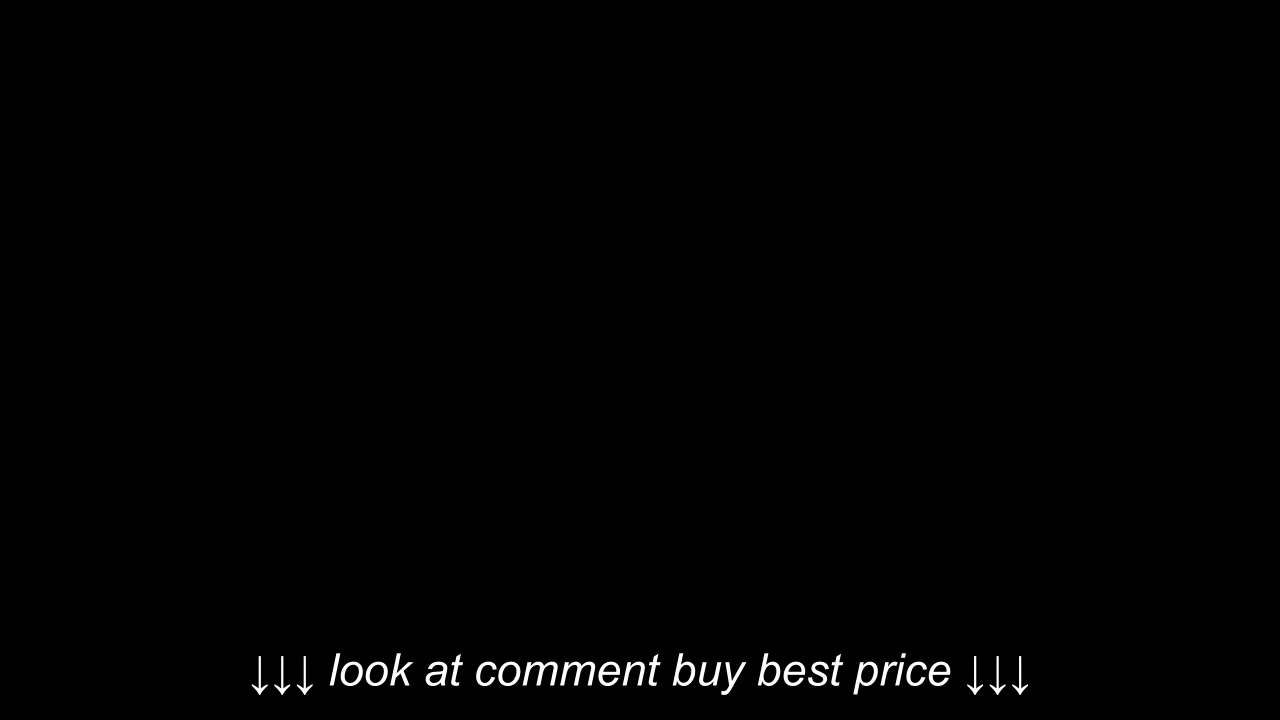 ↓↓↓ look at comment buy best price ↓↓↓